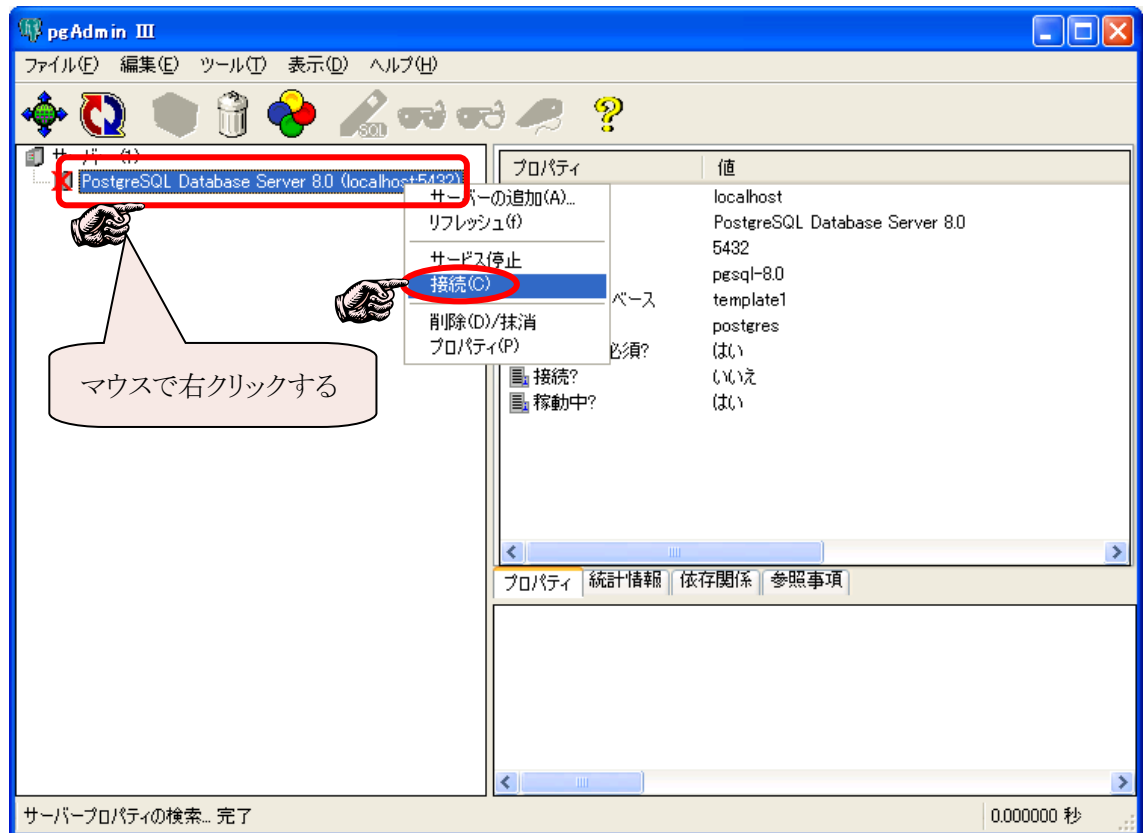 pgAdmin III
ファイル(F) 編集(E) ツール(T) 表示(D) ヘルプ(H)
SQL
(1)
PostgreSQL Database Server 8.0 (localhost:5432)
サーバーの追加(A)...
リフレッシュ(f)
サービス停止
接続(C)
削除(D)/抹消
プロパティ(P)
マウスで右クリックする
プロパティ 値
localhost
PostgreSQL Database Server 8.0
5432
pgsql-8.0
ベース template1
postgres
必須? はい
接続? いいえ
稼動中? はい
プロパティ 統計情報 依存関係 参照事項
サーバープロパティの検索... 完了 0.000000 秒